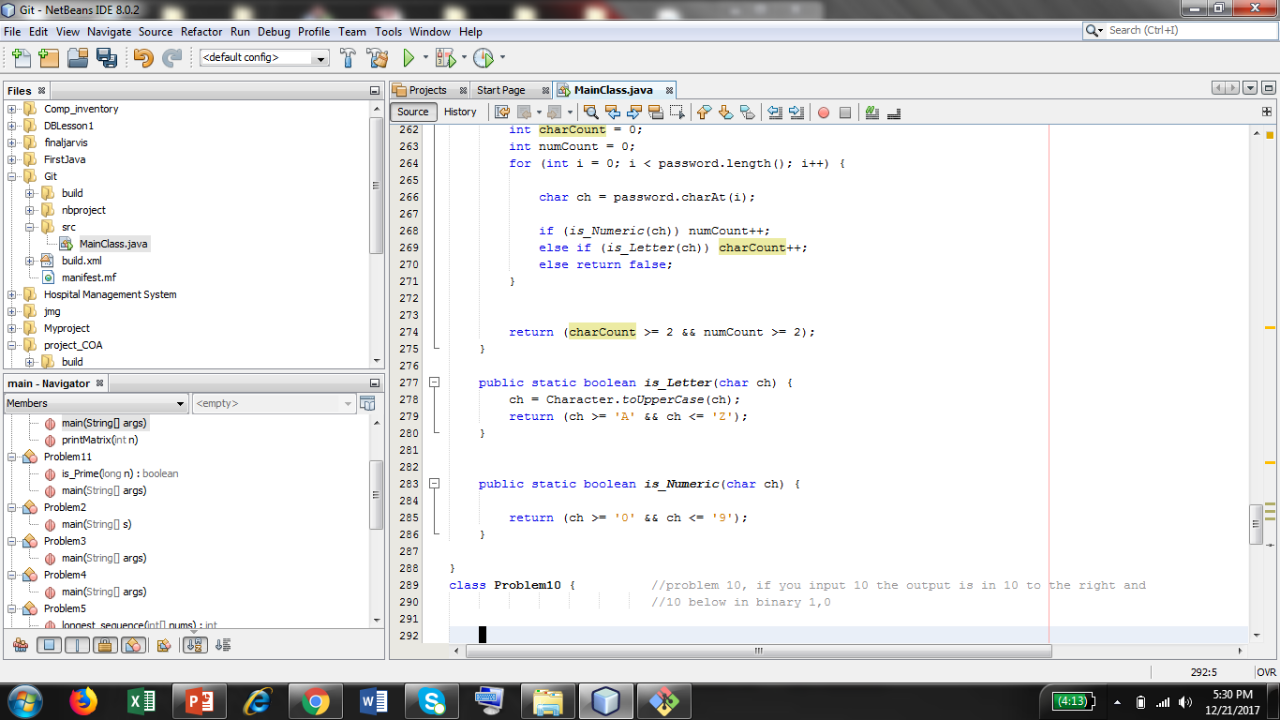 Git - NetBeans IDE 8.0.2
File Edit View Navigate Source Refactor Run Debug Profile Team Tools Window Help
Search (Ctrl+I)
<default config>
Files
Projects Start Page MainClass.java
Source History
Comp_inventory
DBLesson1
finaljarvis
FirstJava
Git
build
nbproject
src
MainClass.java
build.xml
manifest.mf
Hospital Management System
jmg
Myproject
project_COA
build
main - Navigator
Members <empty>
main(String[] args)
printMatrix(int n)
Problem11
is_Prime(long n) : boolean
main(String[] args)
Problem2
main(String[] s)
Problem3
main(String[] args)
Problem4
main(String[] args)
Problem5
longest_sequence(int[] nums) : int
262 int charCount = 0;
263 int numCount = 0;
264 for (int i = 0; i < password.length(); i++) {
265
266 char ch = password.charAt(i);
267
268 if (is_Numeric(ch)) numCount++;
269 else if (is_Letter(ch)) charCount++;
270 else return false;
271 }
272
273
274 return (charCount >= 2 && numCount >= 2);
275 }
276
277 public static boolean is_Letter(char ch) {
278 ch = Character.toUpperCase(ch);
279 return (ch >= 'A' && ch <= 'Z');
280 }
281
282
283 public static boolean is_Numeric(char ch) {
284
285 return (ch >= '0' && ch <= '9');
286 }
287
288 }
289 class Problem10 { //problem 10, if you input 10 the output is in 10 to the right and
290 //10 below in binary 1,0
291
292
292:5 OVR
(4:13) 5:30 PM
12/21/2017